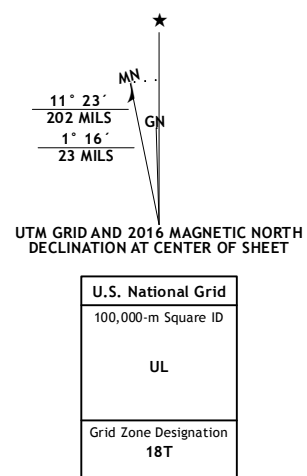 ★
MN
11° 23´
202 MILS
GN
1° 16´
23 MILS
UTM GRID AND 2016 MAGNETIC NORTH
DECLINATION AT CENTER OF SHEET
U.S. National Grid
100,000-m Square ID
UL
Grid Zone Designation
18T